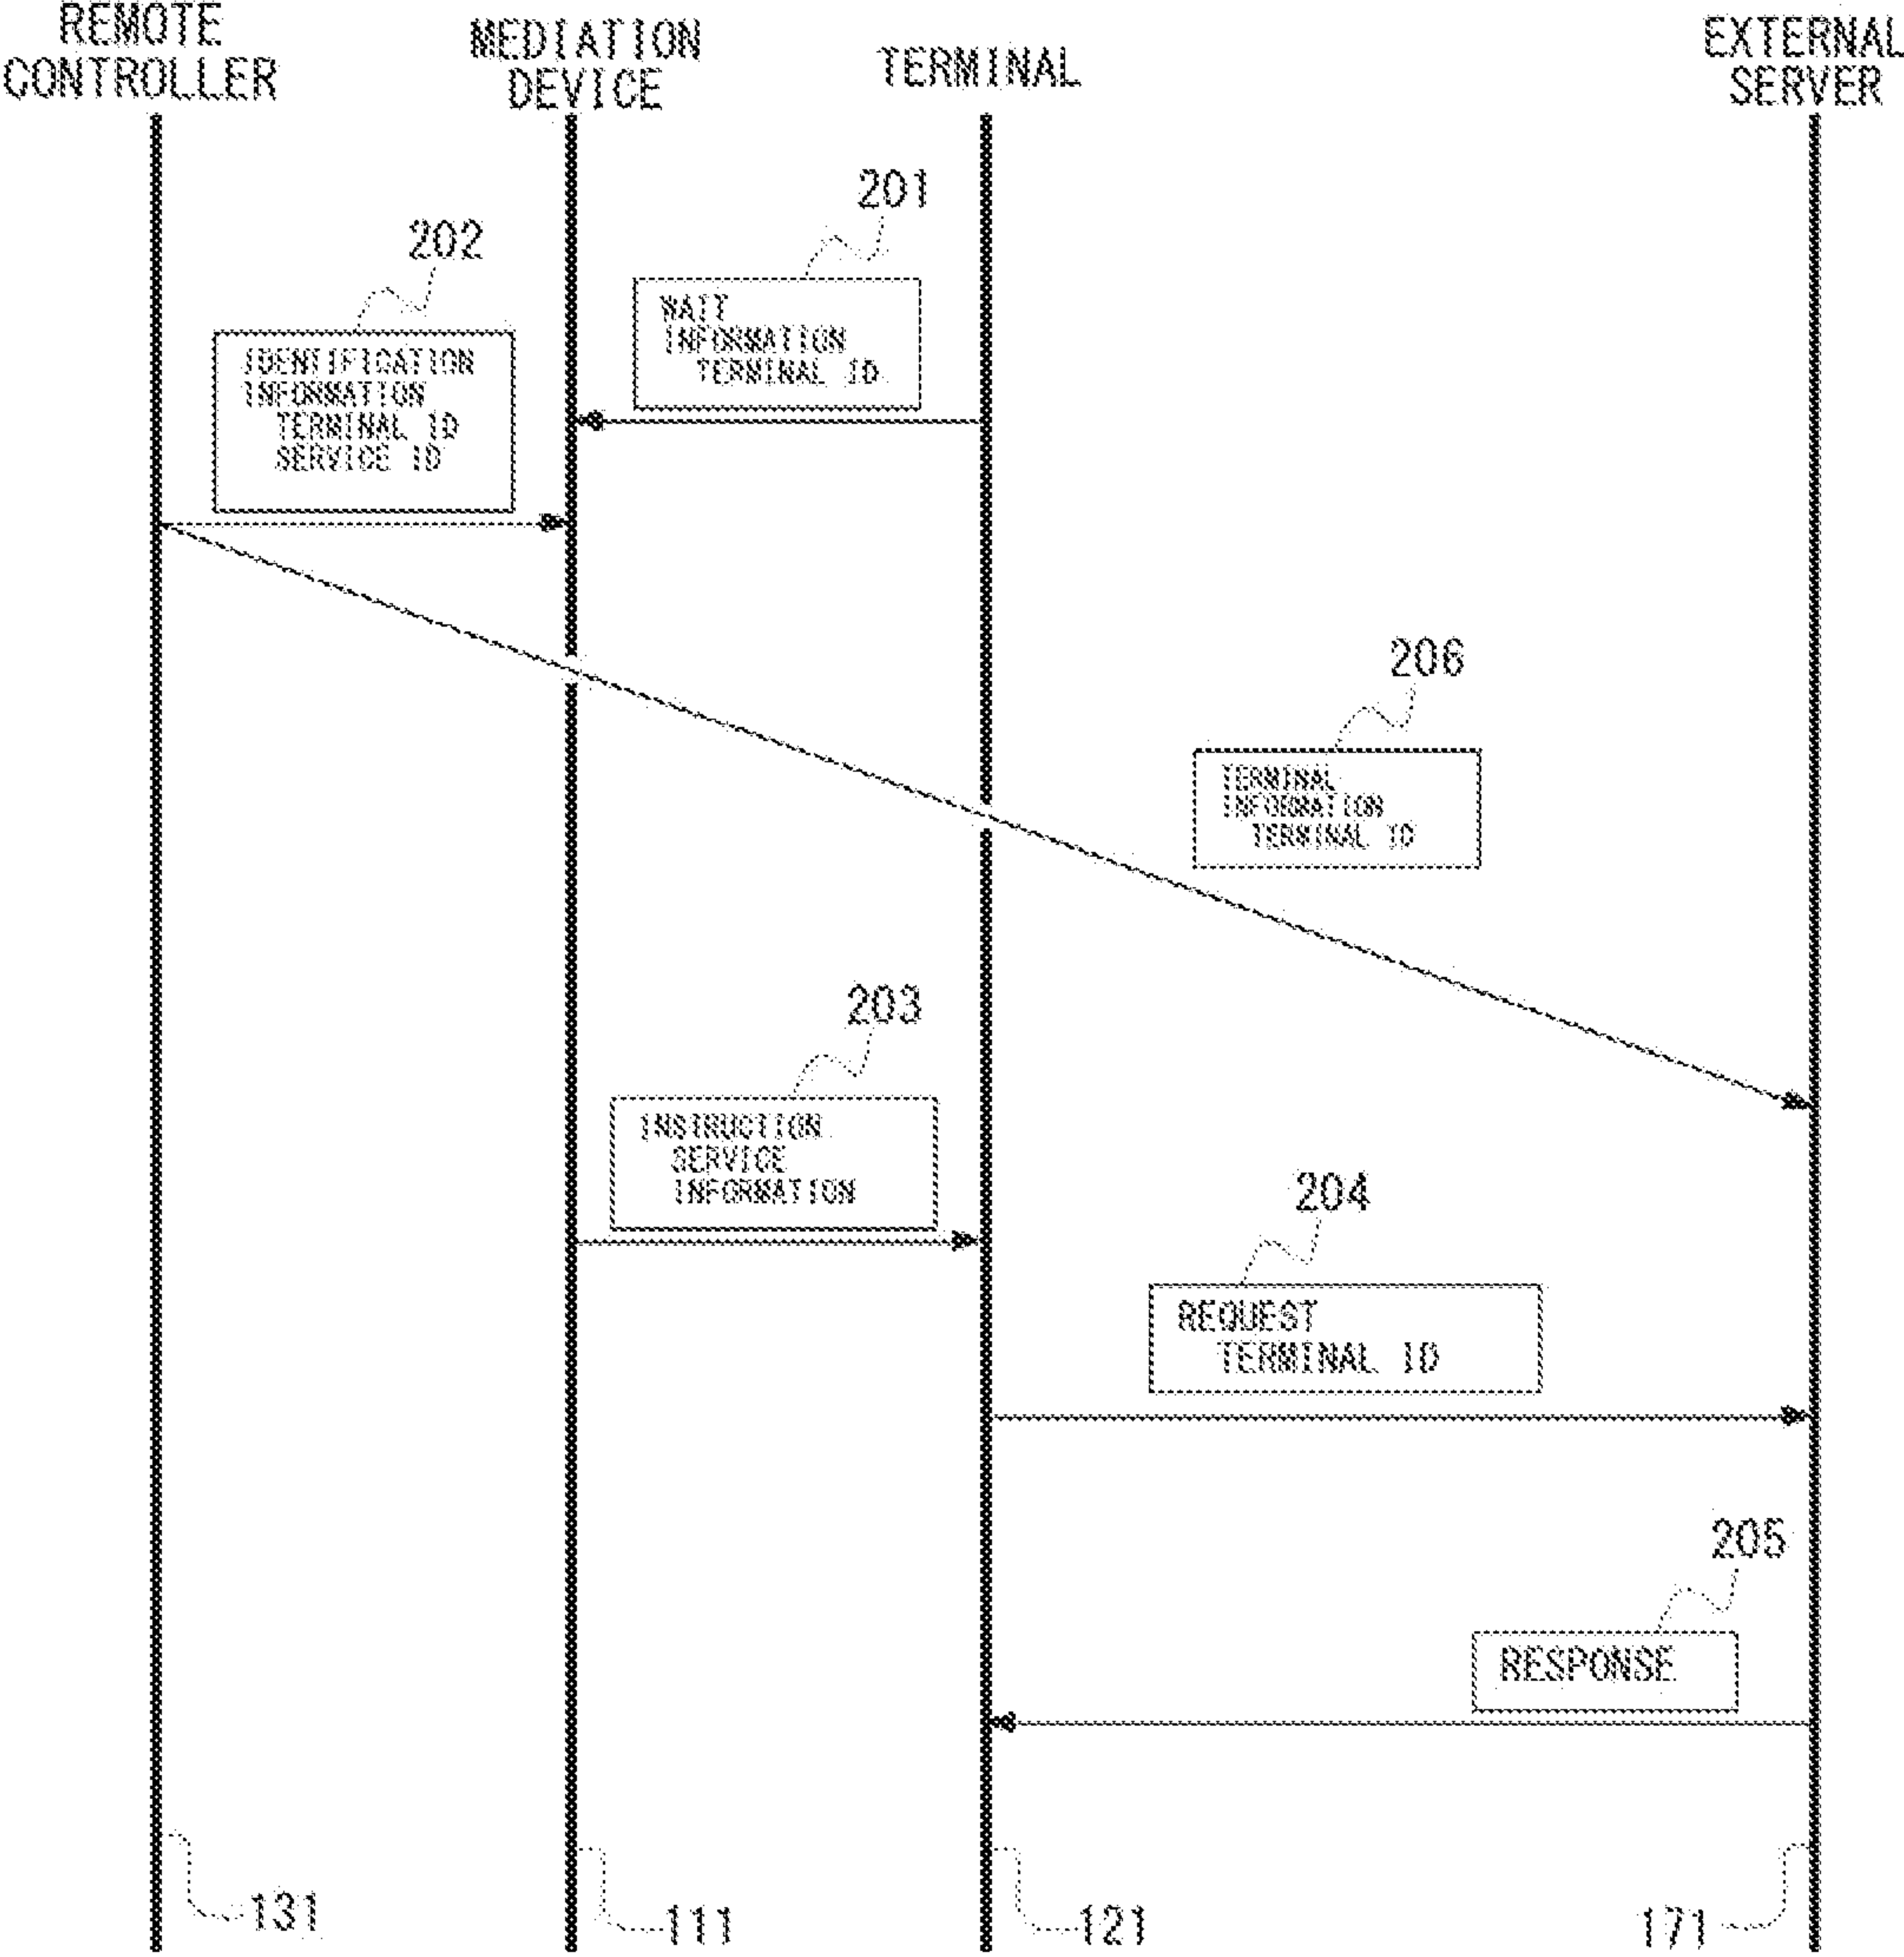 REMOTE
CONTROLLER
MEDIATION
DEVICE
TERMINAL
EXTERNAL
SERVER
201
WAIT
INFORMATION
TERMINAL ID
202
IDENTIFICATION
INFORMATION
TERMINAL ID
SERVICE ID
206
TERMINAL
INFORMATION
TERMINAL ID
203
INSTRUCTION
SERVICE
INFORMATION
204
REQUEST
TERMINAL ID
205
RESPONSE
131
111
121
171